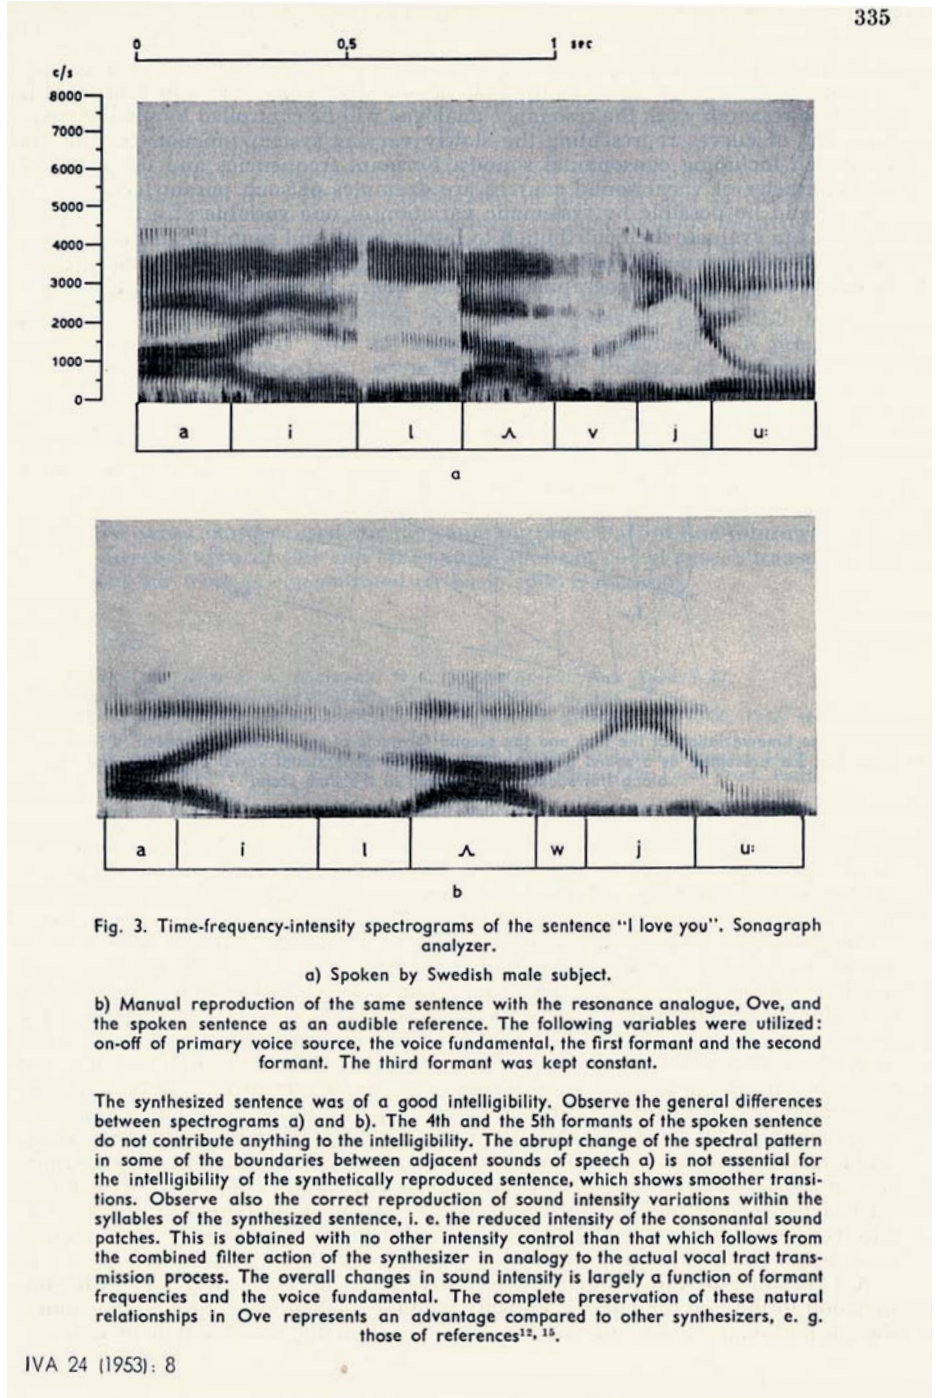 335
0 0,5 1 sec
c/s
8000
7000
6000
5000
4000
3000
2000
1000
0
a i l ʌ v j u:
a
a i l ʌ w j u:
b
Fig. 3. Time-frequency-intensity spectrograms of the sentence "I love you". Sonagraph
analyzer.
a) Spoken by Swedish male subject.
b) Manual reproduction of the same sentence with the resonance analogue, Ove, and
the spoken sentence as an audible reference. The following variables were utilized:
on-off of primary voice source, the voice fundamental, the first formant and the second
formant. The third formant was kept constant.
The synthesized sentence was of a good intelligibility. Observe the general differences
between spectrograms a) and b). The 4th and the 5th formants of the spoken sentence
do not contribute anything to the intelligibility. The abrupt change of the spectral pattern
in some of the boundaries between adjacent sounds of speech a) is not essential for
the intelligibility of the synthetically reproduced sentence, which shows smoother transi-
tions. Observe also the correct reproduction of sound intensity variations within the
syllables of the synthesized sentence, i. e. the reduced intensity of the consonantal sound
patches. This is obtained with no other intensity control than that which follows from
the combined filter action of the synthesizer in analogy to the actual vocal tract trans-
mission process. The overall changes in sound intensity is largely a function of formant
frequencies and the voice fundamental. The complete preservation of these natural
relationships in Ove represents an advantage compared to other synthesizers, e. g.
those of references¹², ¹⁵.
IVA 24 (1953): 8